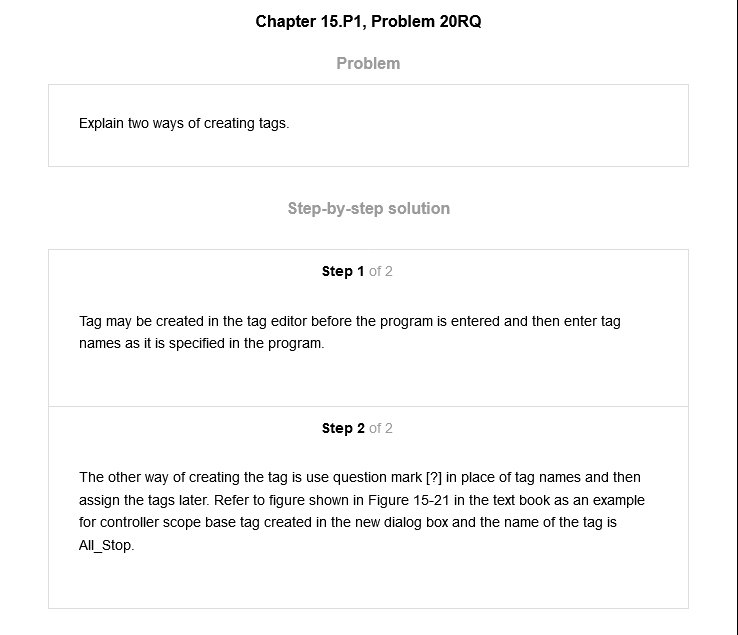 Chapter 15.P1, Problem 20RQ
Problem
Explain two ways of creating tags.
Step-by-step solution
Step 1 of 2
Tag may be created in the tag editor before the program is entered and then enter tag
names as it is specified in the program.
Step 2 of 2
The other way of creating the tag is use question mark [?] in place of tag names and then
assign the tags later. Refer to figure shown in Figure 15-21 in the text book as an example
for controller scope base tag created in the new dialog box and the name of the tag is
All_Stop.